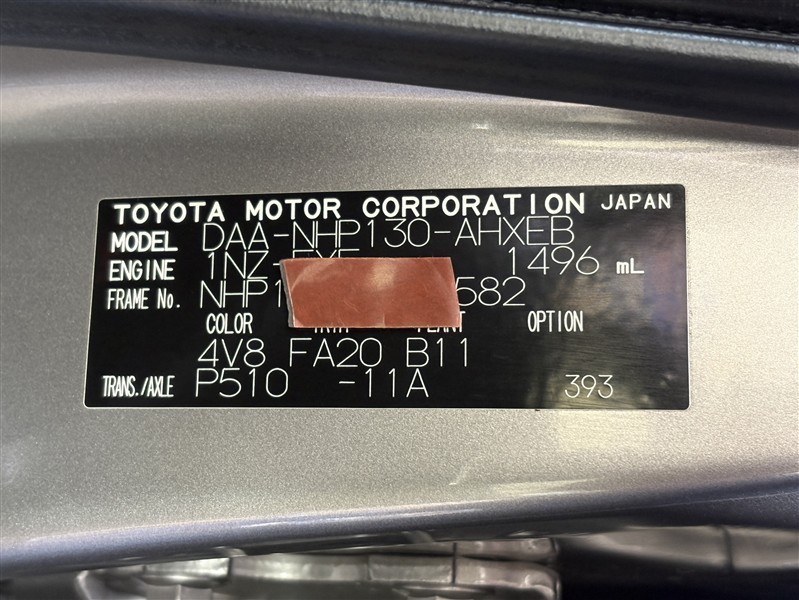 TOYOTA MOTOR CORPORATION JAPAN
MODEL DAA-NHP130-AHXEB
ENGINE 1NZ- 1496 mL
FRAME No. NHP1 582
COLOR OPTION
4V8 FA20 B11
TRANS./AXLE P510 -11A 393